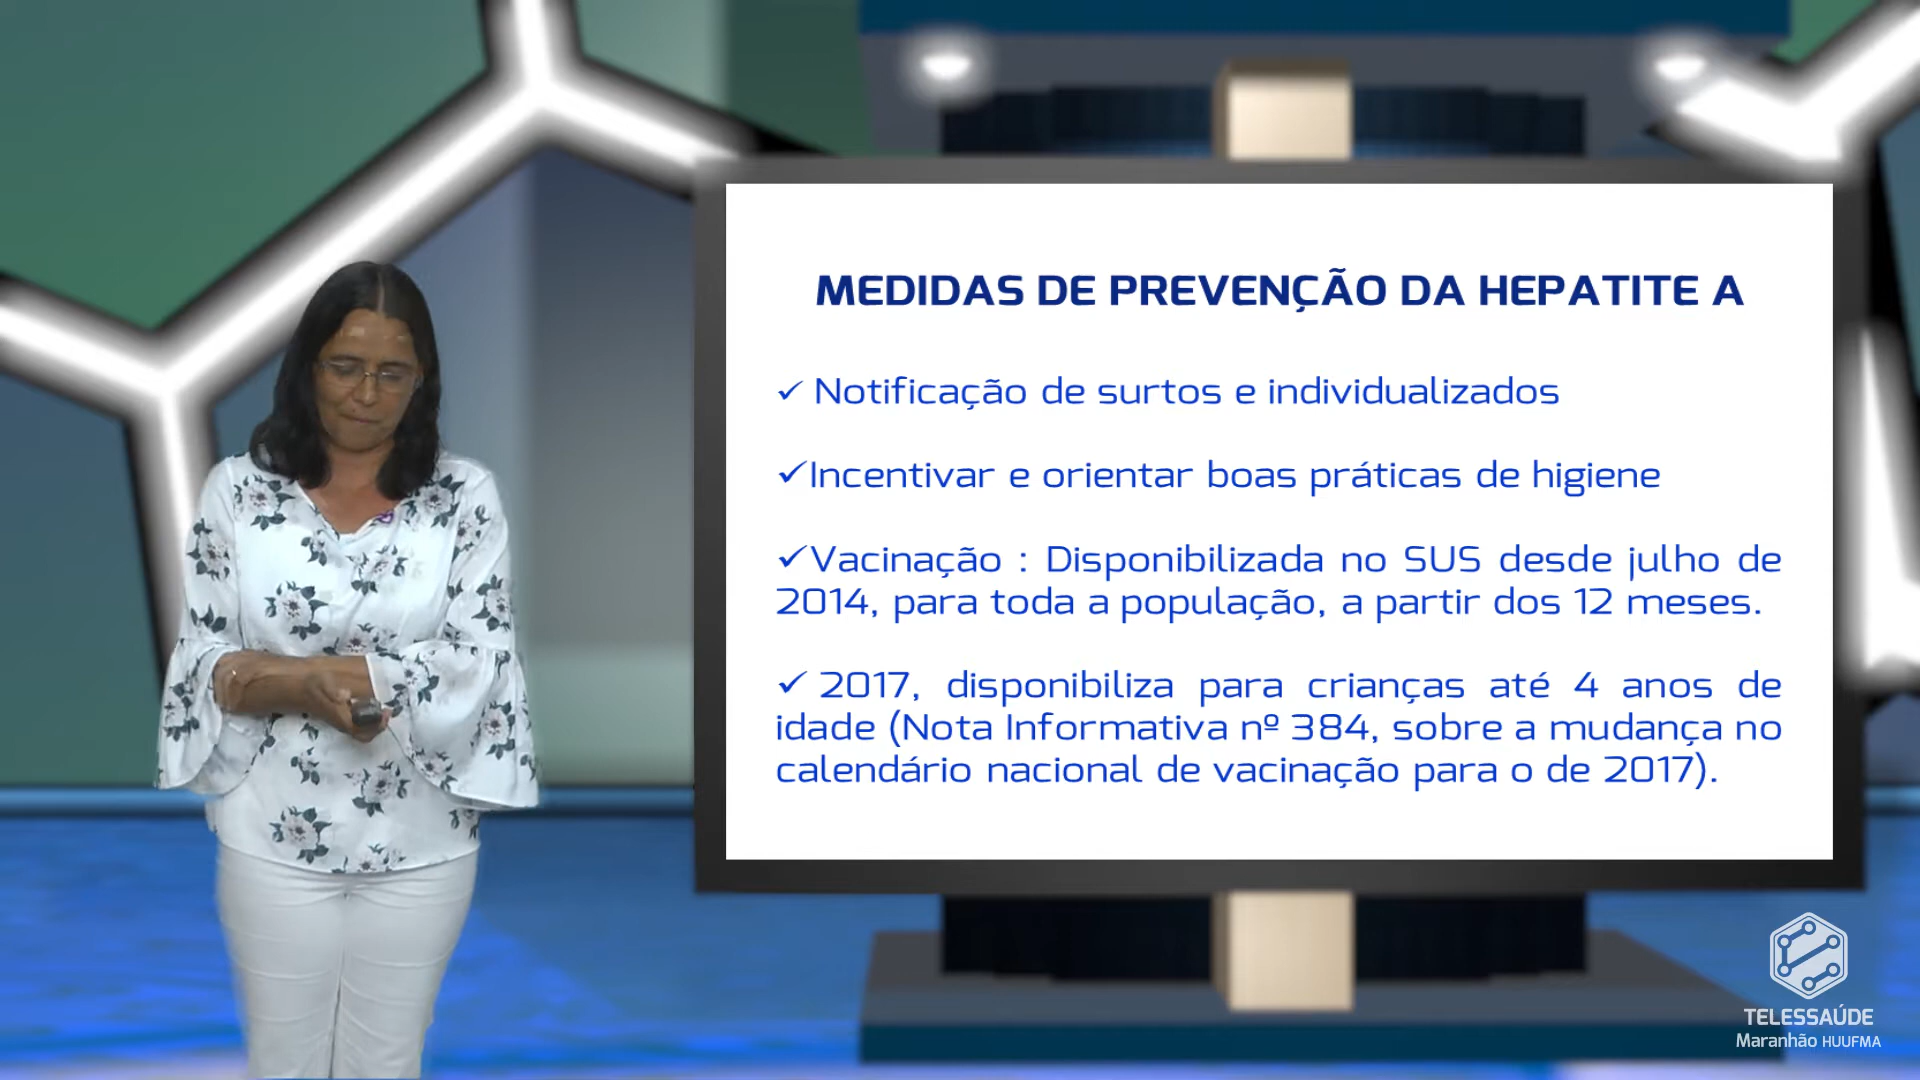 MEDIDAS DE PREVENÇÃO DA HEPATITE A
✓ Notificação de surtos e individualizados
✓Incentivar e orientar boas práticas de higiene
✓Vacinação : Disponibilizada no SUS desde julho de
2014, para toda a população, a partir dos 12 meses.
✓ 2017, disponibiliza para crianças até 4 anos de
idade (Nota Informativa nº 384, sobre a mudança no
calendário nacional de vacinação para o de 2017).
TELESSAÚDE
Maranhão HUUFMA